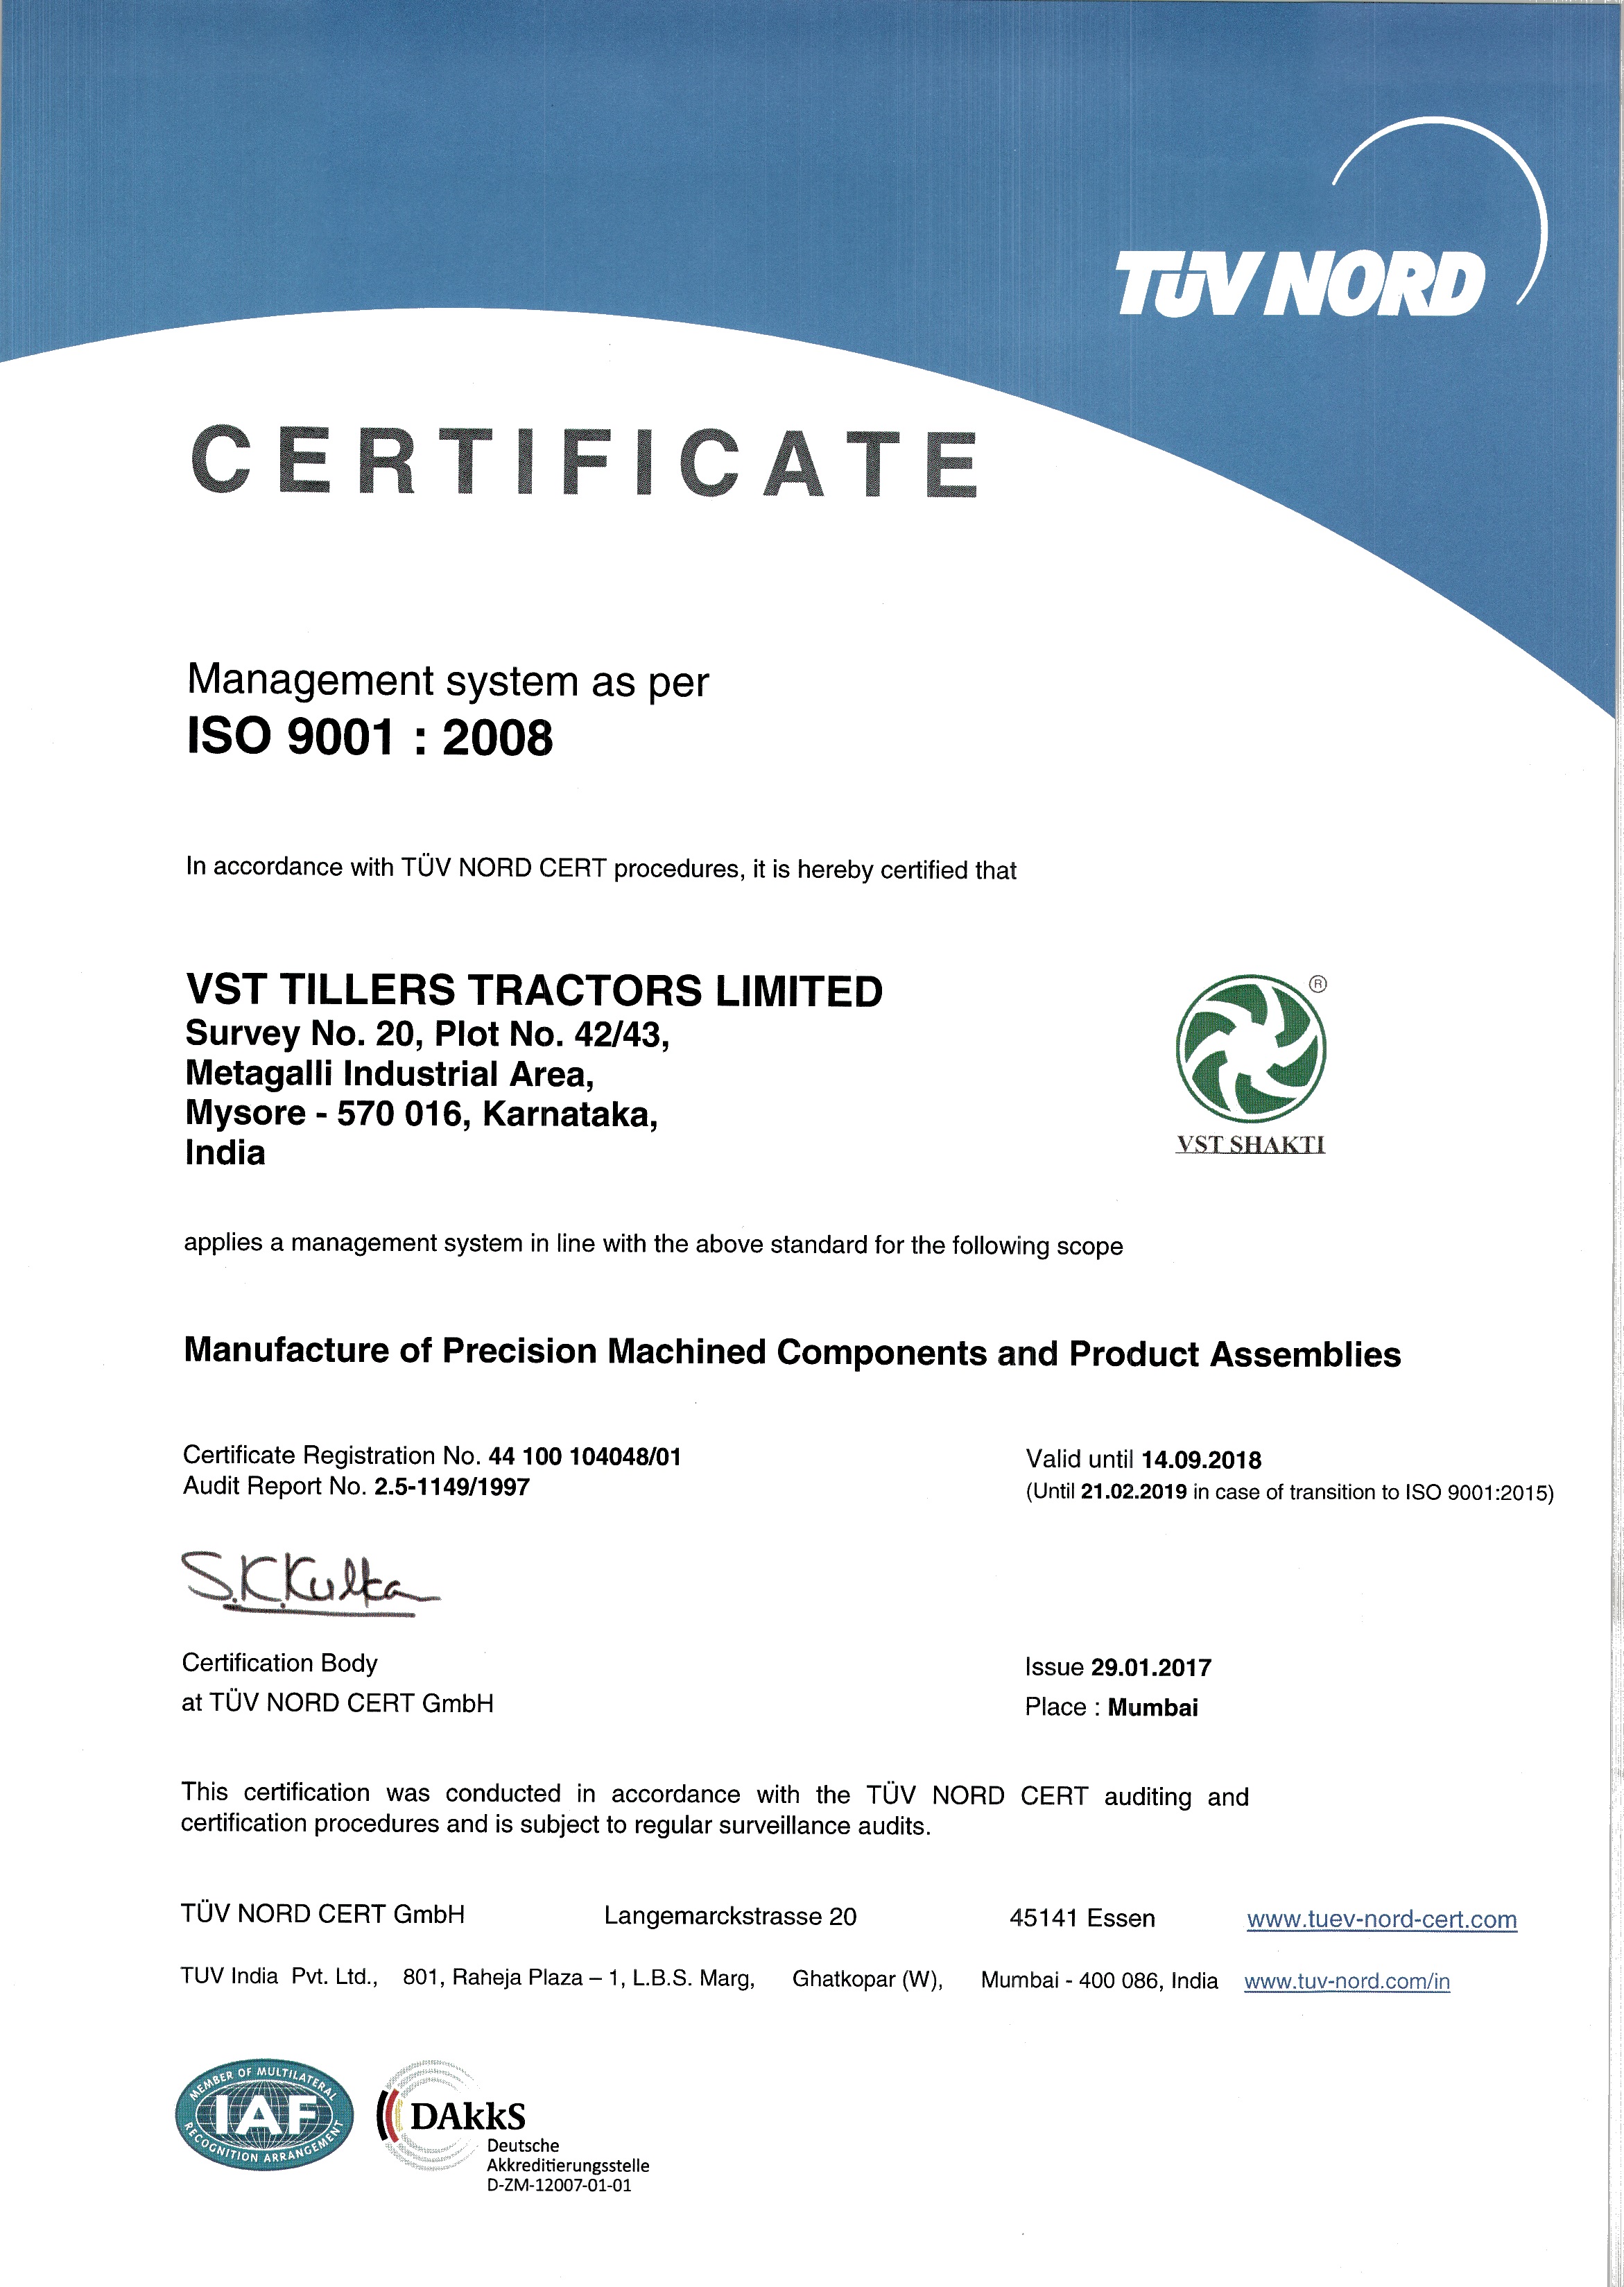 TÜV NORD
CERTIFICATE
Management system as per
ISO 9001 : 2008
In accordance with TÜV NORD CERT procedures, it is hereby certified that
VST TILLERS TRACTORS LIMITED
Survey No. 20, Plot No. 42/43,
Metagalli Industrial Area,
Mysore - 570 016, Karnataka,
India
®
VST SHAKTI
applies a management system in line with the above standard for the following scope
Manufacture of Precision Machined Components and Product Assemblies
Certificate Registration No. 44 100 104048/01
Audit Report No. 2.5-1149/1997
Valid until 14.09.2018
(Until 21.02.2019 in case of transition to ISO 9001:2015)
S.K.Kulka
Certification Body
at TÜV NORD CERT GmbH
Issue 29.01.2017
Place : Mumbai
This certification was conducted in accordance with the TÜV NORD CERT auditing and
certification procedures and is subject to regular surveillance audits.
TÜV NORD CERT GmbH Langemarckstrasse 20 45141 Essen www.tuev-nord-cert.com
TUV India Pvt. Ltd., 801, Raheja Plaza – 1, L.B.S. Marg, Ghatkopar (W), Mumbai - 400 086, India www.tuv-nord.com/in
MEMBER OF MULTILATERAL
IAF
RECOGNITION ARRANGEMENT
DAkkS
Deutsche
Akkreditierungsstelle
D-ZM-12007-01-01